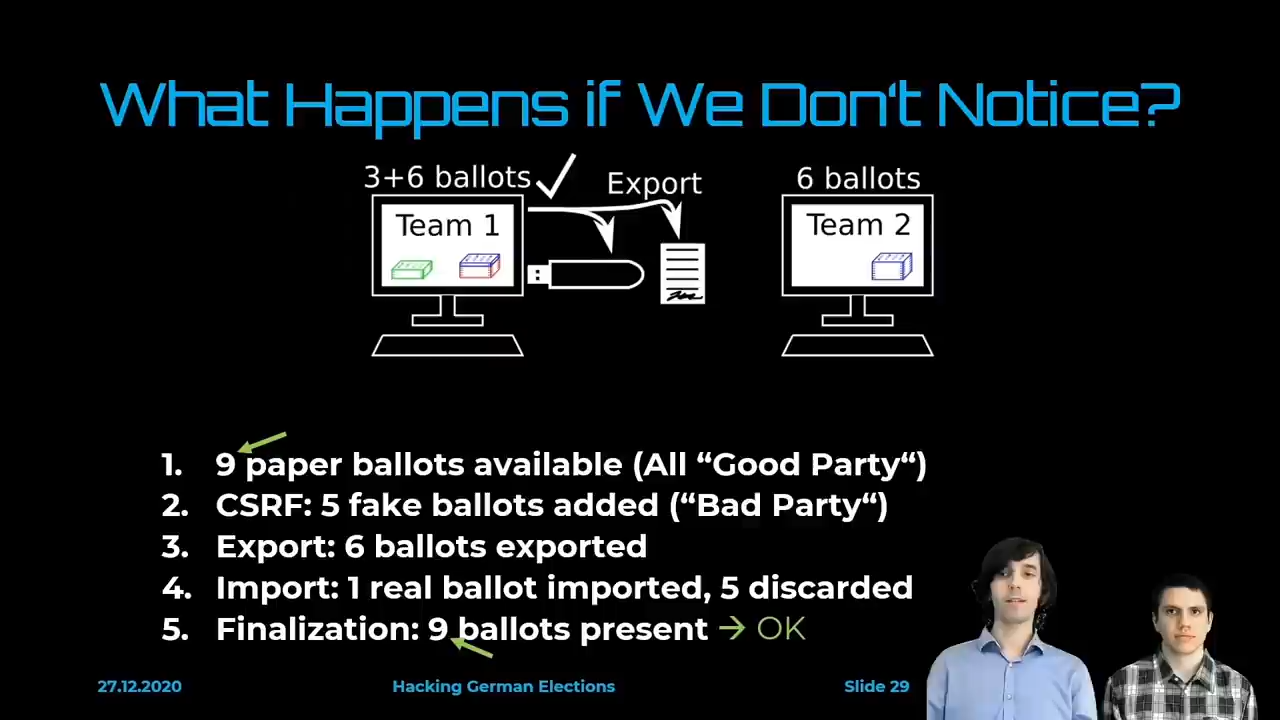 What Happens if We Don't Notice?
3+6 ballots
Export
6 ballots
Team 1
Team 2
1. 9 paper ballots available (All “Good Party“)
2. CSRF: 5 fake ballots added (“Bad Party“)
3. Export: 6 ballots exported
4. Import: 1 real ballot imported, 5 discarded
5. Finalization: 9 ballots present → OK
27.12.2020
Hacking German Elections
Slide 29